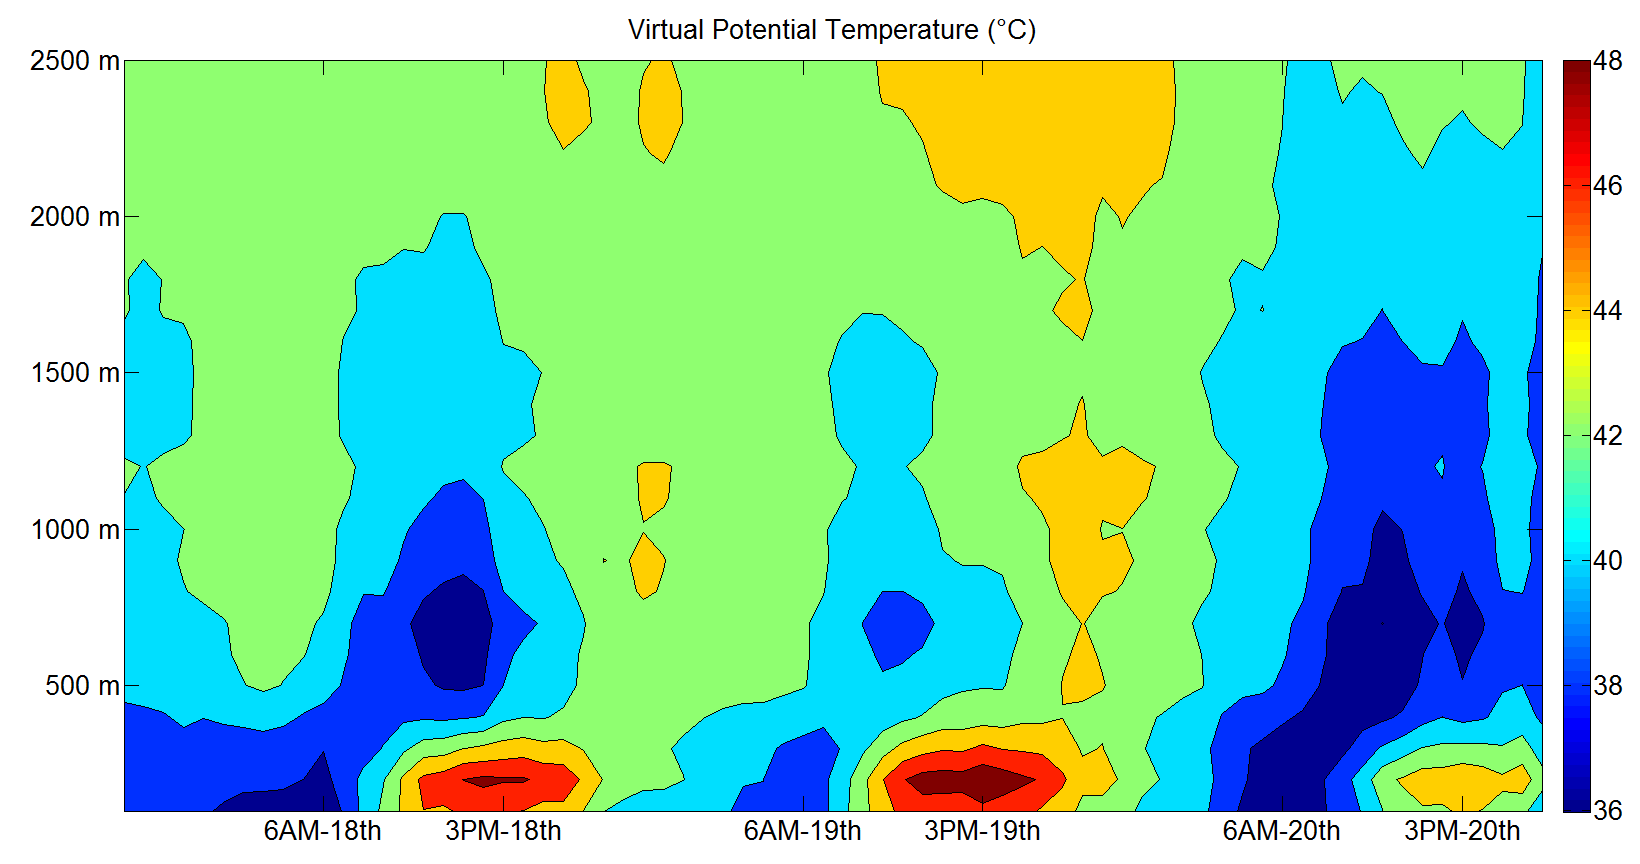 Virtual Potential Temperature (°C)
2500 m
2000 m
1500 m
1000 m
500 m
6AM-18th 3PM-18th 6AM-19th 3PM-19th 6AM-20th 3PM-20th
48
46
44
42
40
38
36